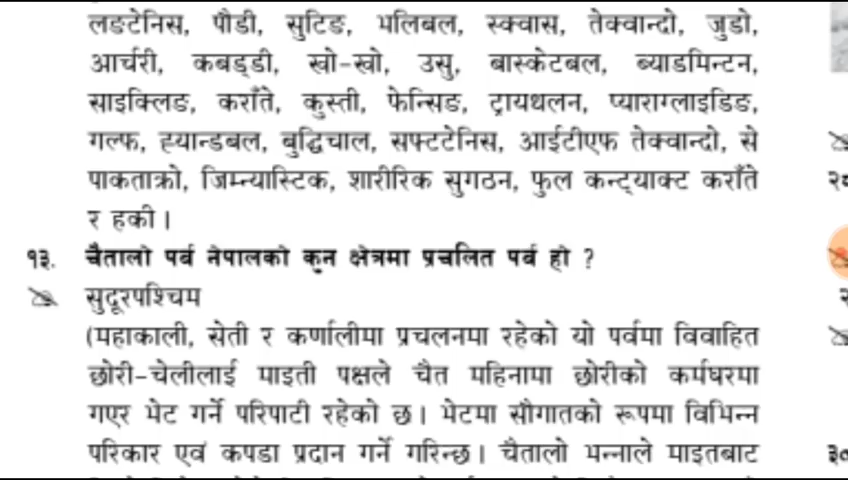 लङटेनिस, पौडी, सुटिङ, भलिबल, स्क्वास, तेक्वान्दो, जुडो,
आर्चरी, कबड्डी, खो-खो, उसु, बास्केटबल, ब्याडमिन्टन,
साइक्लिङ, कराँते, कुस्ती, फेन्सिङ, ट्रायथलन, प्याराग्लाइडिङ,
गल्फ, ह्यान्डबल, बुद्धिचाल, सफ्टटेनिस, आईटीएफ तेक्वान्दो, से
पाकताक्रो, जिम्न्यास्टिक, शारीरिक सुगठन, फुल कन्ट्याक्ट कराँते
र हकी ।
१३. चैतालो पर्व नेपालको कुन क्षेत्रमा प्रचलित पर्व हो ?
सुदूरपश्चिम
(महाकाली, सेती र कर्णालीमा प्रचलनमा रहेको यो पर्वमा विवाहित
छोरी-चेलीलाई माइती पक्षले चैत महिनामा छोरीको कर्मघरमा
गएर भेट गर्ने परिपाटी रहेको छ। भेटमा सौगातको रूपमा विभिन्न
परिकार एवं कपडा प्रदान गर्ने गरिन्छ। चैतालो भन्नाले माइतबाट